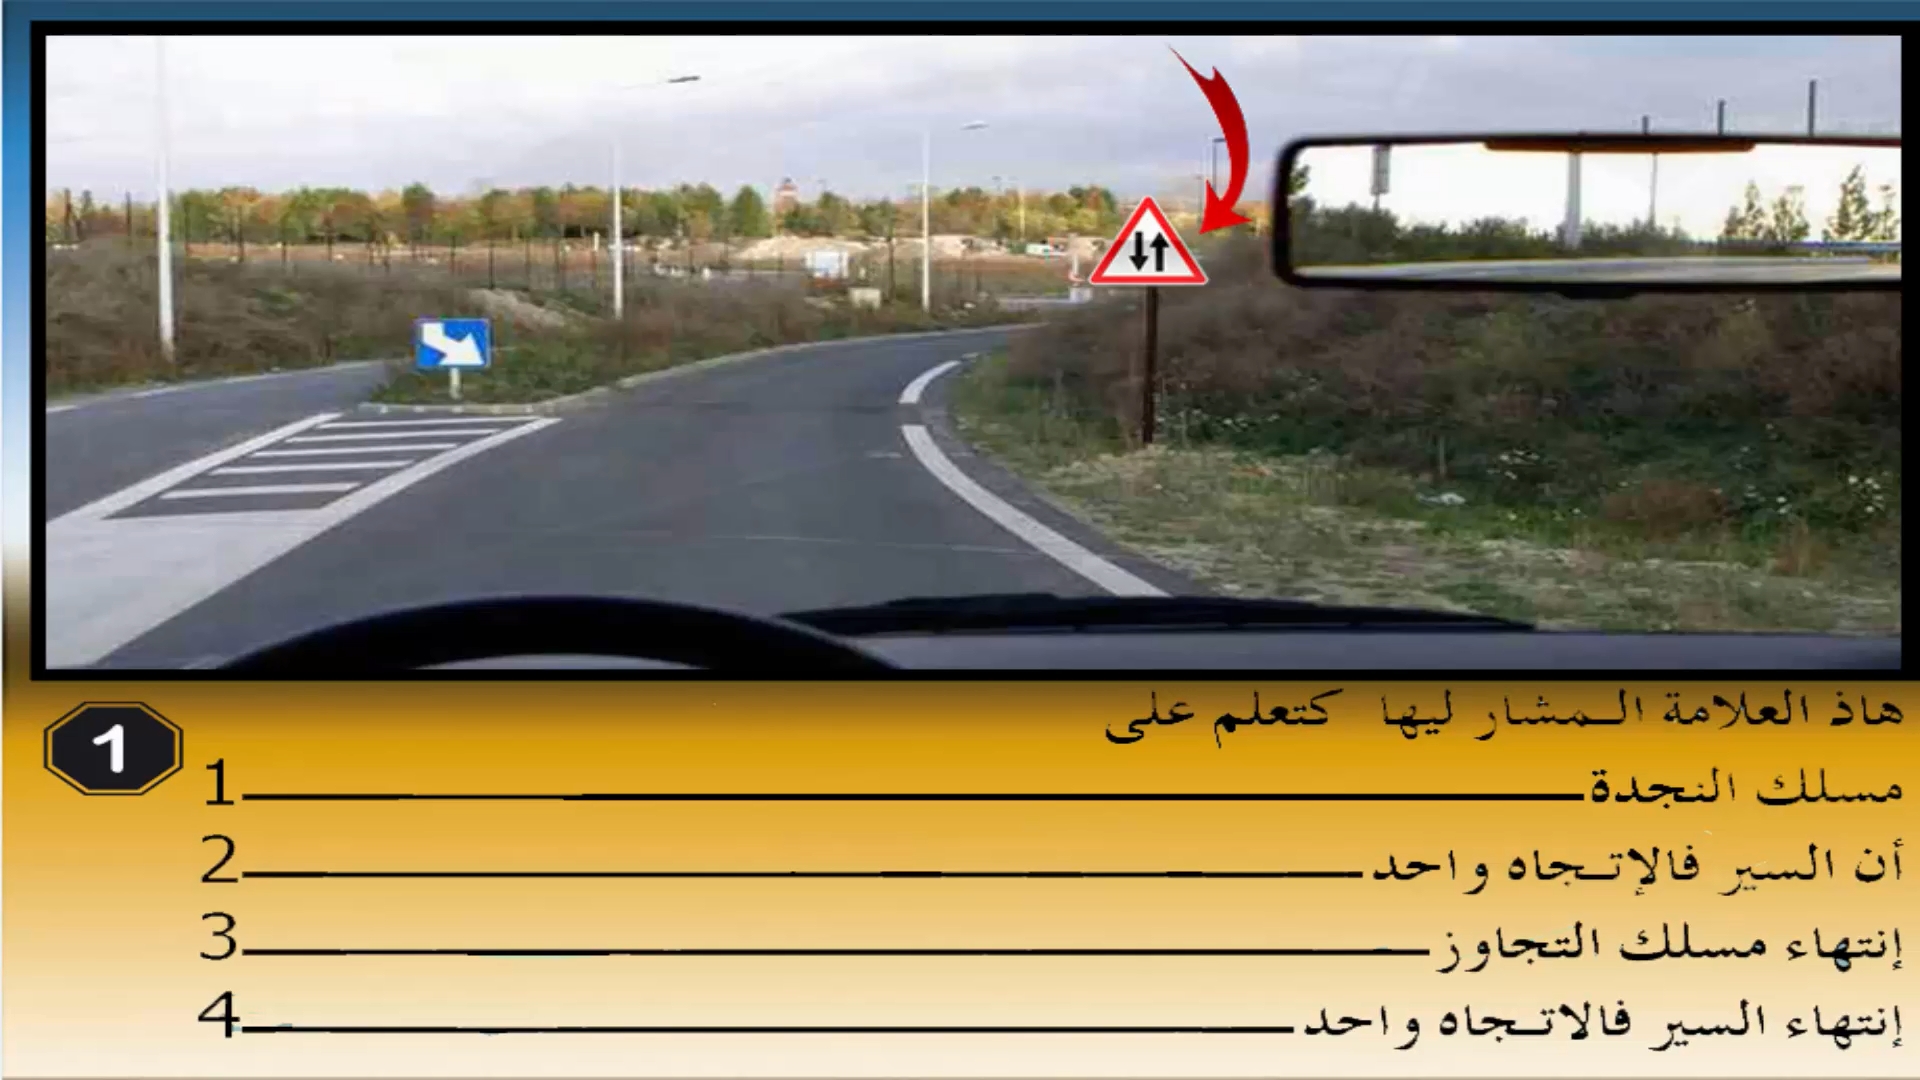 هاذ العلامة المشار ليها كتعلم على
1
مسلك النجدة 1
أن السير فالإتجاه واحد 2
إنتهاء مسلك التجاوز 3
إنتهاء السير فالاتجاه واحد 4